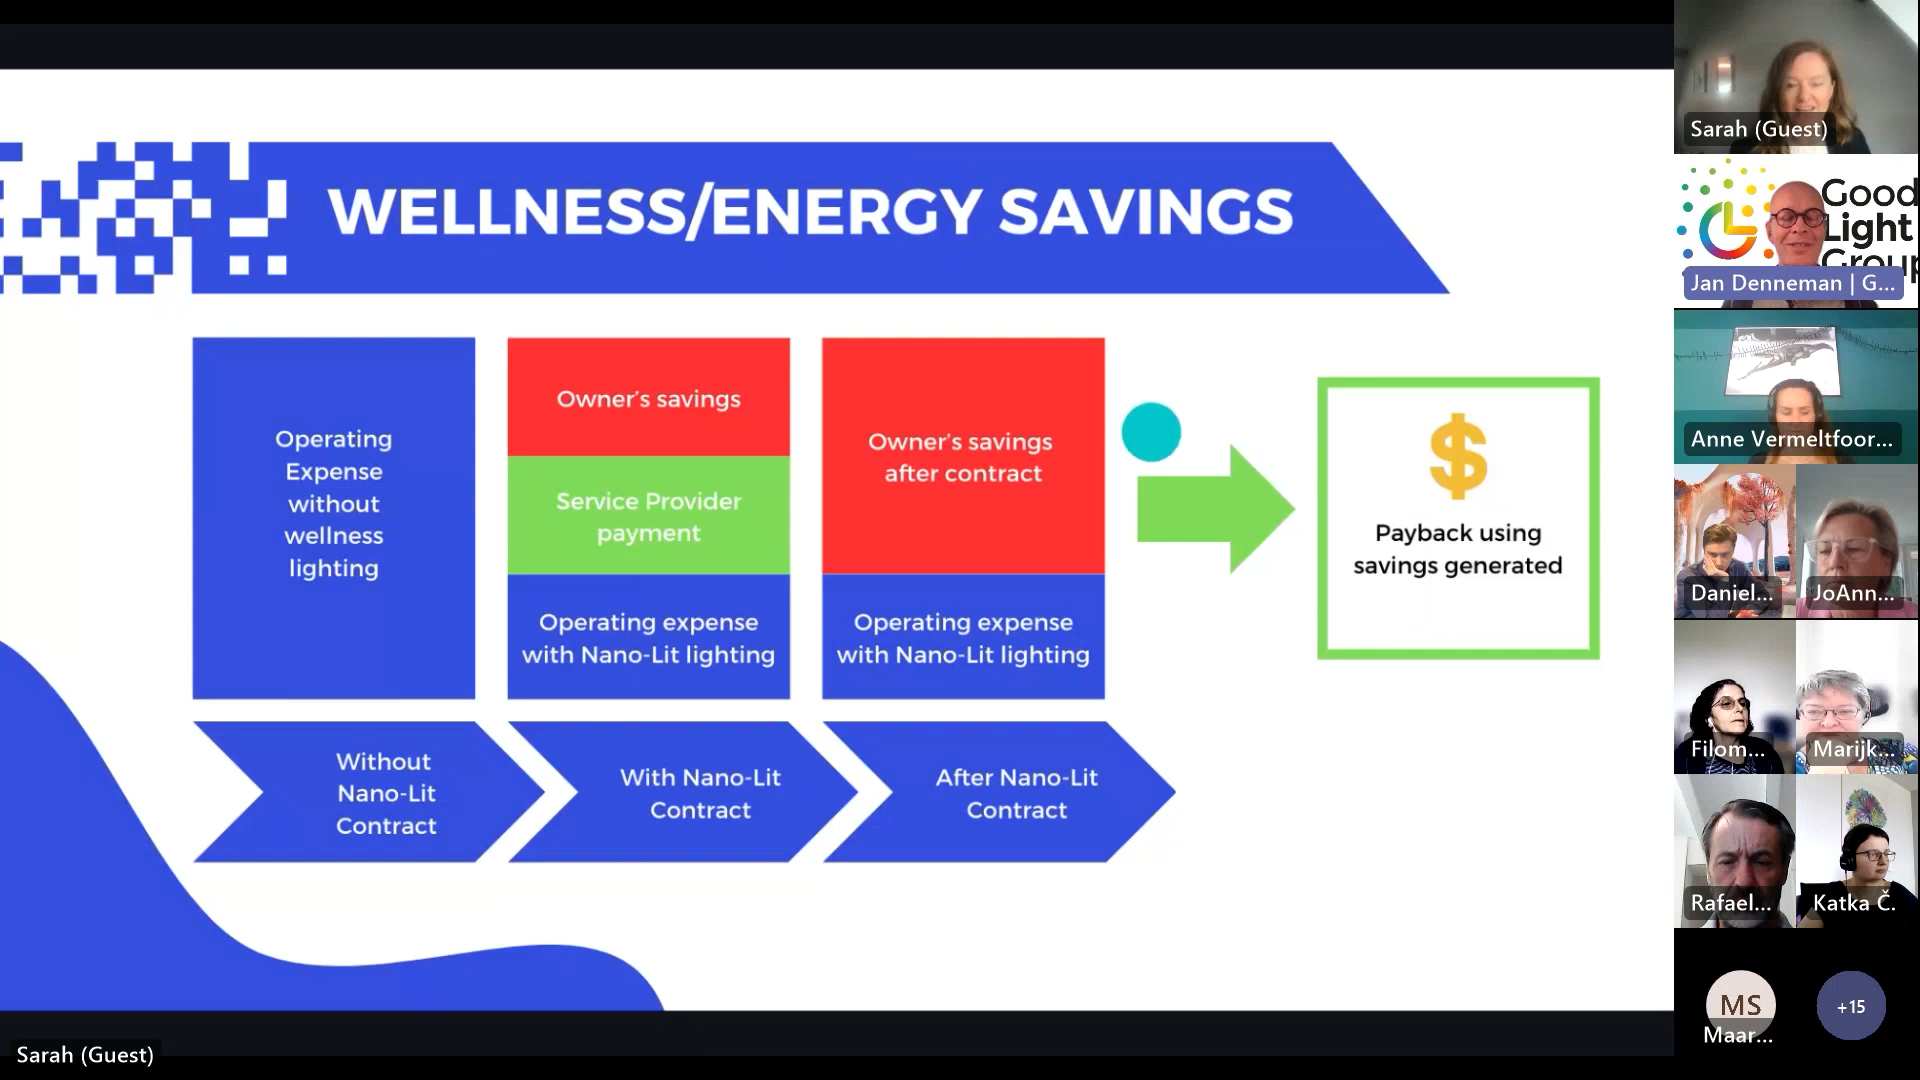 WELLNESS/ENERGY SAVINGS
Operating
Expense
without
wellness
lighting
Owner's savings
Service Provider
payment
Operating expense
with Nano-Lit lighting
Owner's savings
after contract
Operating expense
with Nano-Lit lighting
$
Payback using
savings generated
Without
Nano-Lit
Contract
With Nano-Lit
Contract
After Nano-Lit
Contract
Sarah (Guest)
Sarah (Guest)
Good
Light
Group
Jan Denneman | G...
Anne Vermeltfoor...
Daniel...
JoAnn...
Filom...
Marijk...
Rafael...
Katka Č.
MS
Maar...
+15